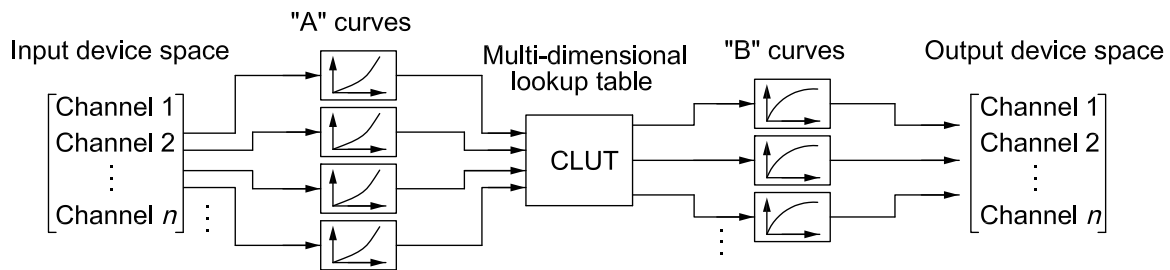 Input device space
"A" curves
Multi-dimensional
lookup table
"B" curves
Output device space
Channel 1
Channel 2
⋮
Channel n
⋮
CLUT
⋮
Channel 1
Channel 2
⋮
Channel n